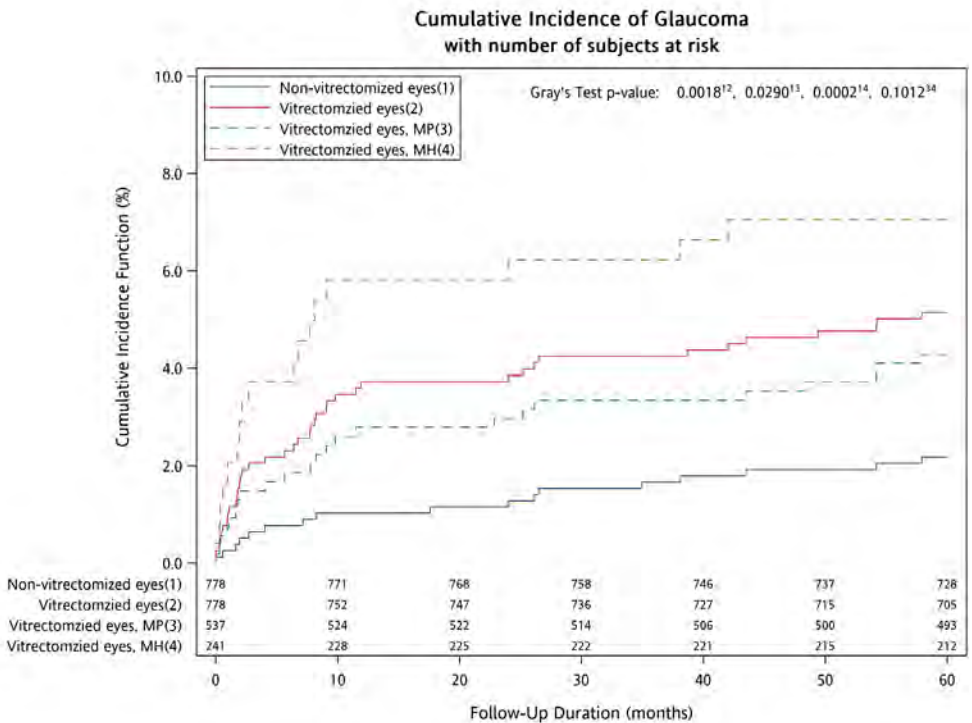 Cumulative Incidence of Glaucoma
with number of subjects at risk
10.0
Non-vitrectomized eyes(1)
Vitrectomzied eyes(2)
Vitrectomzied eyes, MP(3)
Vitrectomzied eyes, MH(4)
Gray's Test p-value: 0.0018¹², 0.0290¹³, 0.0002¹⁴, 0.1012³⁴
8.0
6.0
4.0
2.0
0.0
Cumulative Incidence Function (%)
Non-vitrectomized eyes(1) 778 771 768 758 746 737 728
Vitrectomzied eyes(2) 778 752 747 736 727 715 705
Vitrectomzied eyes, MP(3) 537 524 522 514 506 500 493
Vitrectomzied eyes, MH(4) 241 228 225 222 221 215 212
0 10 20 30 40 50 60
Follow-Up Duration (months)